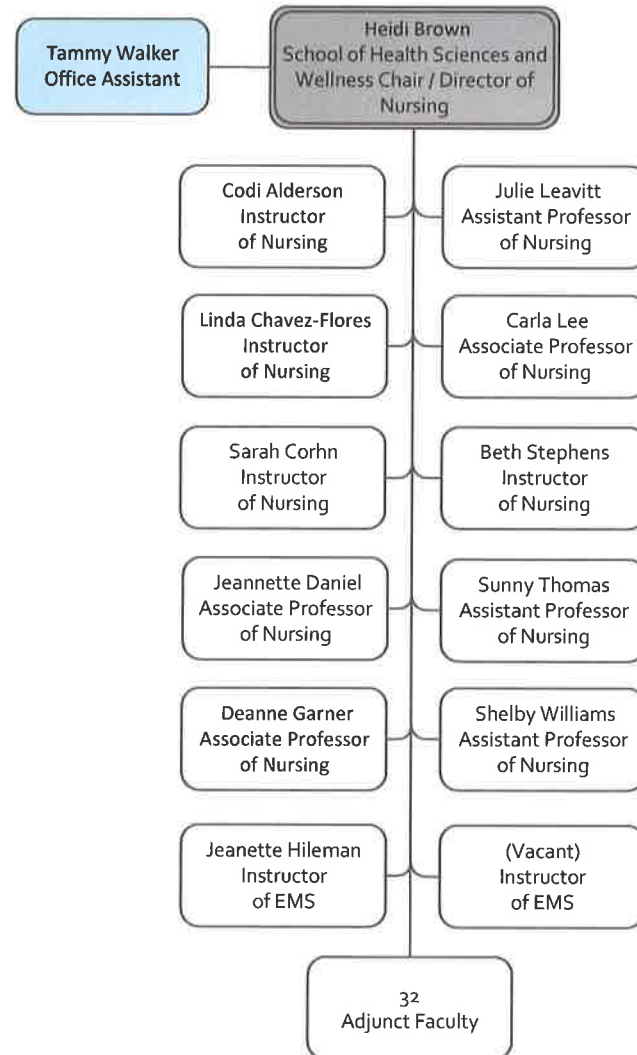 Tammy Walker
Office Assistant
Heidi Brown
School of Health Sciences and
Wellness Chair / Director of
Nursing
Codi Alderson
Instructor
of Nursing
Julie Leavitt
Assistant Professor
of Nursing
Linda Chavez-Flores
Instructor
of Nursing
Carla Lee
Associate Professor
of Nursing
Sarah Corhn
Instructor
of Nursing
Beth Stephens
Instructor
of Nursing
Jeannette Daniel
Associate Professor
of Nursing
Sunny Thomas
Assistant Professor
of Nursing
Deanne Garner
Associate Professor
of Nursing
Shelby Williams
Assistant Professor
of Nursing
Jeanette Hileman
Instructor
of EMS
(Vacant)
Instructor
of EMS
32
Adjunct Faculty